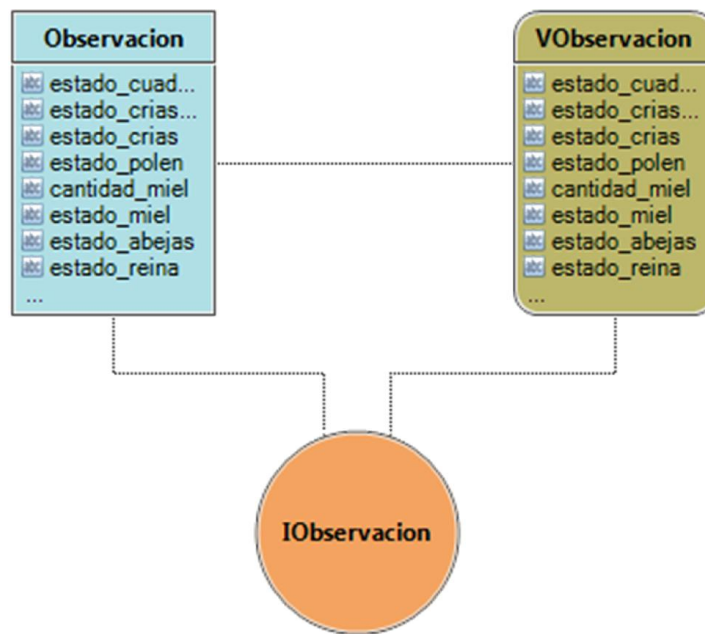 Observacion
estado_cuad...
estado_crias...
estado_crias
estado_polen
cantidad_miel
estado_miel
estado_abejas
estado_reina
...
VObservacion
estado_cuad...
estado_crias...
estado_crias
estado_polen
cantidad_miel
estado_miel
estado_abejas
estado_reina
...
IObservacion